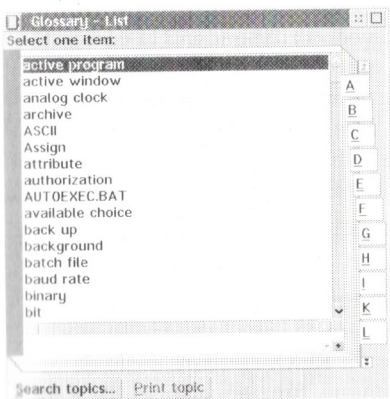 Glossary - List
Select one item:
active program
active window
analog clock
archive
ASCII
Assign
attribute
authorization
AUTOEXEC.BAT
available choice
back up
background
batch file
baud rate
binary
bit
A
B
C
D
E
F
G
H
I
K
L
Search topics...
Print topic